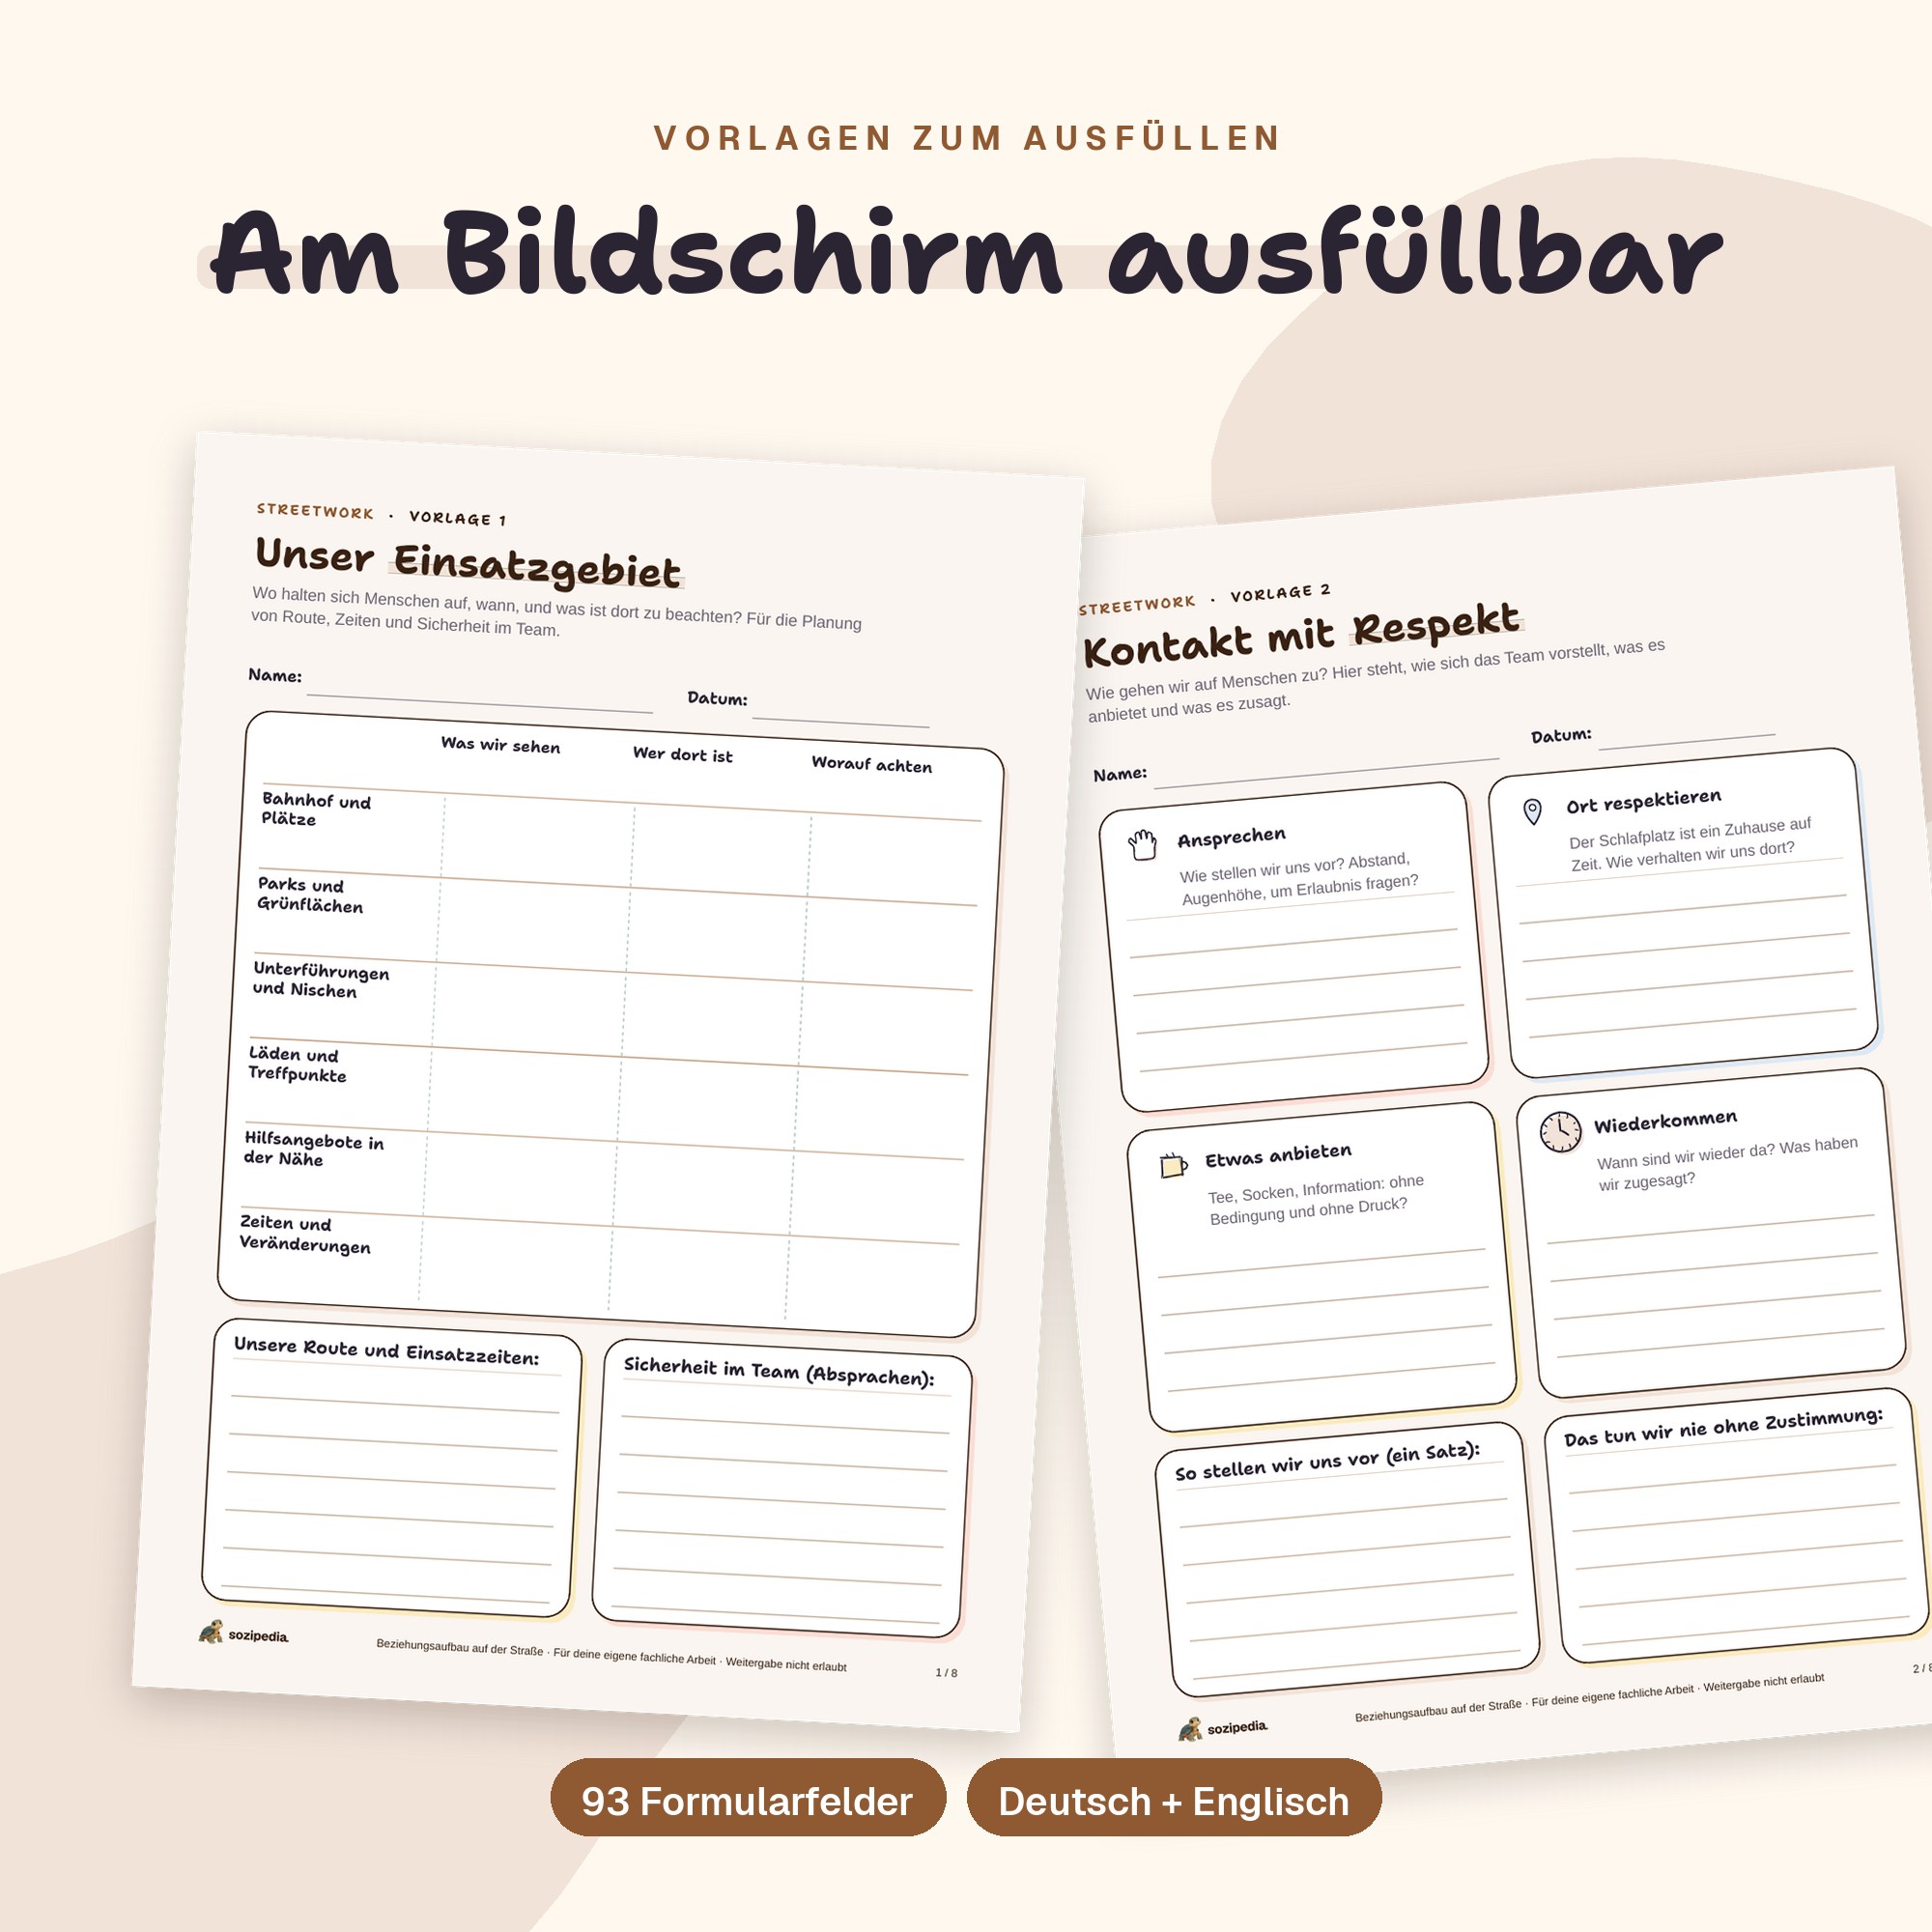 VORLAGEN ZUM AUSFÜLLEN
Am Bildschirm ausfüllbar
STREETWORK · VORLAGE 1
Unser Einsatzgebiet
Wo halten sich Menschen auf, wann, und was ist dort zu beachten? Für die Planung
von Route, Zeiten und Sicherheit im Team.
Name:
Datum:
Was wir sehen
Wer dort ist
Worauf achten
Bahnhof und
Plätze
Parks und
Grünflächen
Unterführungen
und Nischen
Läden und
Treffpunkte
Hilfsangebote in
der Nähe
Zeiten und
Veränderungen
Unsere Route und Einsatzzeiten:
Sicherheit im Team (Absprachen):
sozipedia.
Beziehungsaufbau auf der Straße · Für deine eigene fachliche Arbeit · Weitergabe nicht erlaubt
1 / 8
STREETWORK · VORLAGE 2
Kontakt mit Respekt
Wie gehen wir auf Menschen zu? Hier steht, wie sich das Team vorstellt, was es
anbietet und was es zusagt.
Name:
Datum:
Ansprechen
Wie stellen wir uns vor? Abstand,
Augenhöhe, um Erlaubnis fragen?
Ort respektieren
Der Schlafplatz ist ein Zuhause auf
Zeit. Wie verhalten wir uns dort?
Etwas anbieten
Tee, Socken, Information: ohne
Bedingung und ohne Druck?
Wiederkommen
Wann sind wir wieder da? Was haben
wir zugesagt?
So stellen wir uns vor (ein Satz):
Das tun wir nie ohne Zustimmung:
sozipedia.
Beziehungsaufbau auf der Straße · Für deine eigene fachliche Arbeit · Weitergabe nicht erlaubt
2 / 8
93 Formularfelder
Deutsch + Englisch